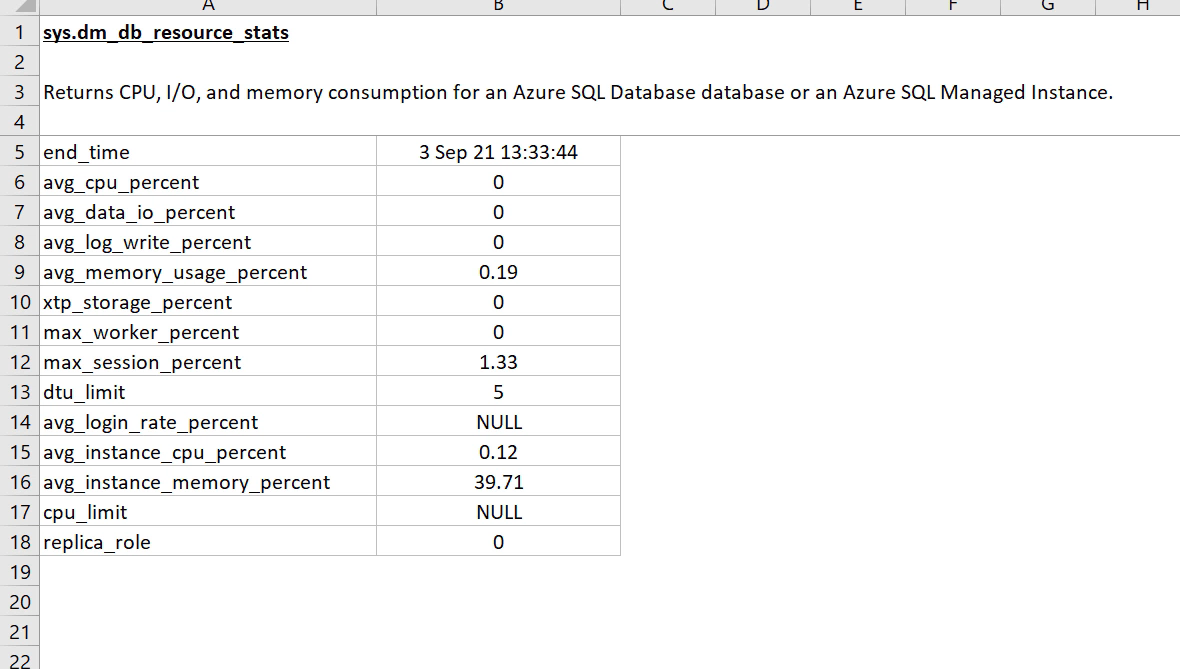 A B C D E F G H
1 sys.dm_db_resource_stats
2
3 Returns CPU, I/O, and memory consumption for an Azure SQL Database database or an Azure SQL Managed Instance.
4
5 end_time 3 Sep 21 13:33:44
6 avg_cpu_percent 0
7 avg_data_io_percent 0
8 avg_log_write_percent 0
9 avg_memory_usage_percent 0.19
10 xtp_storage_percent 0
11 max_worker_percent 0
12 max_session_percent 1.33
13 dtu_limit 5
14 avg_login_rate_percent NULL
15 avg_instance_cpu_percent 0.12
16 avg_instance_memory_percent 39.71
17 cpu_limit NULL
18 replica_role 0
19
20
21
22